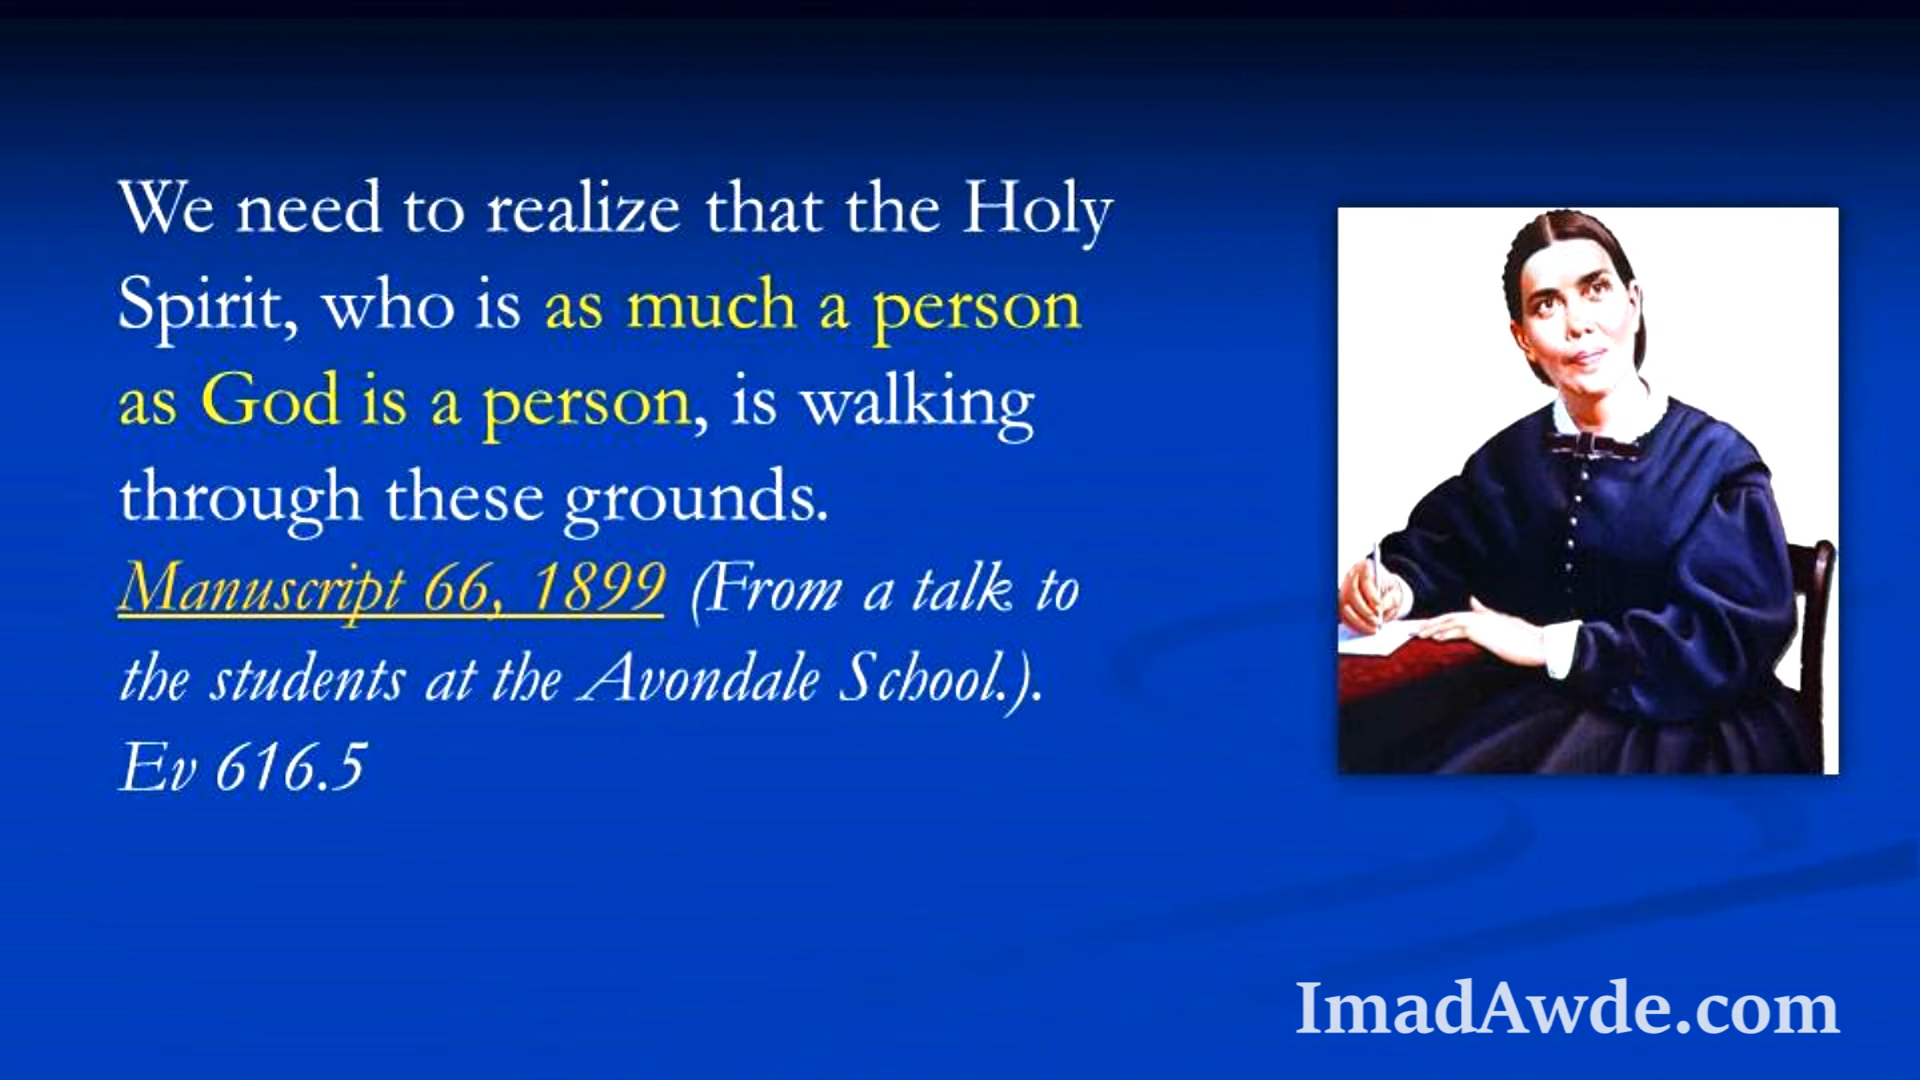 We need to realize that the Holy
Spirit, who is as much a person
as God is a person, is walking
through these grounds.
Manuscript 66, 1899 (From a talk to
the students at the Avondale School.).
Ev 616.5
ImadAwde.com